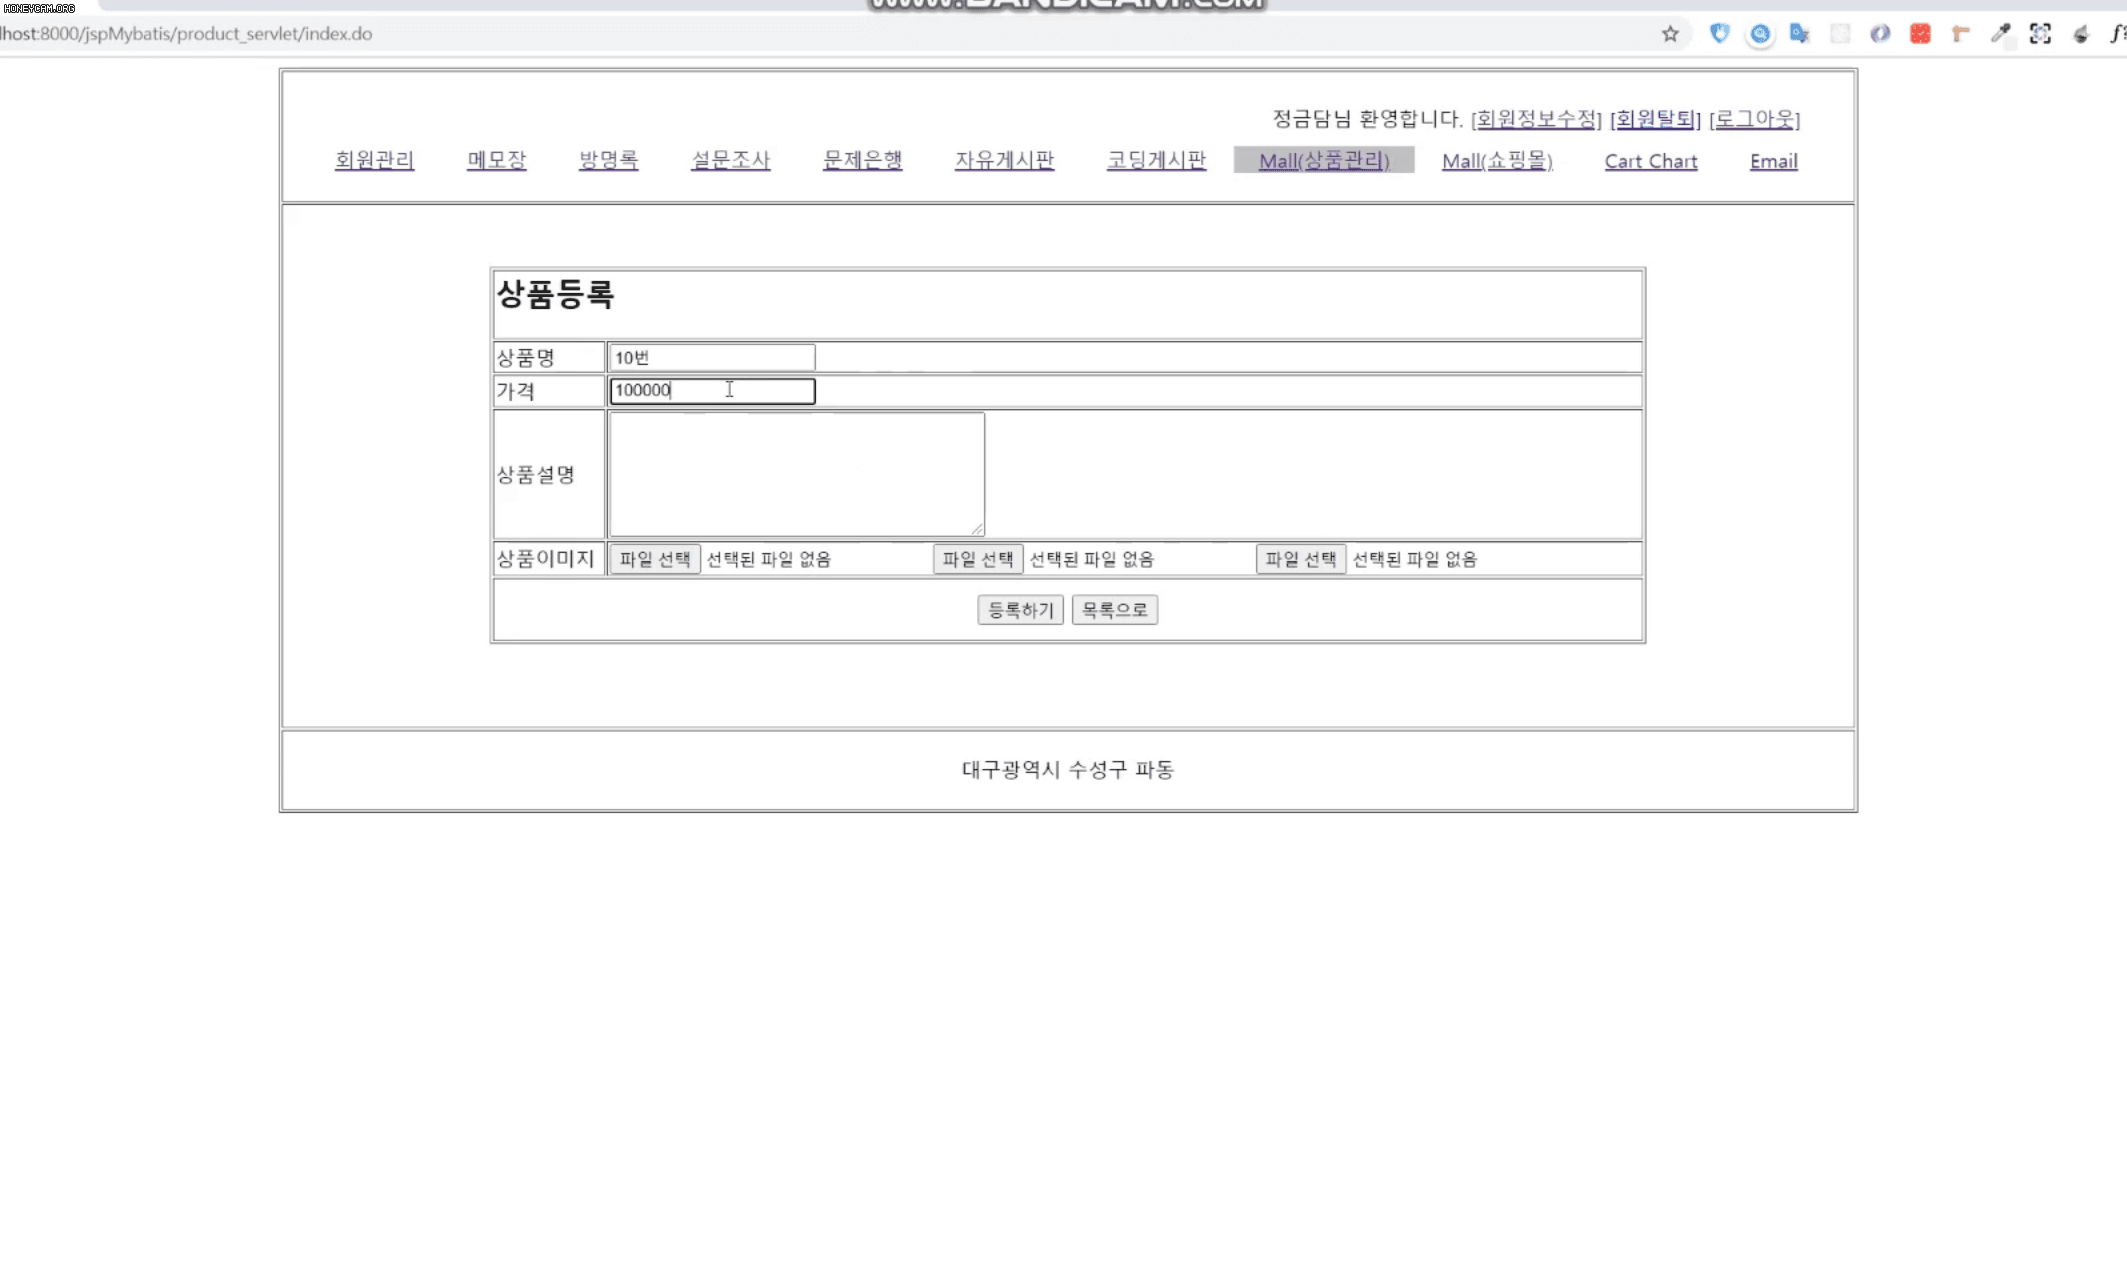 HONEYCAM.ORG
www.BANDICAM.com
lhost:8000/jspMybatis/product_servlet/index.do
정금담님 환영합니다. [회원정보수정] [회원탈퇴] [로그아웃]
회원관리 메모장 방명록 설문조사 문제은행 자유게시판 코딩게시판 Mall(상품관리) Mall(쇼핑몰) Cart Chart Email
상품등록
상품명 10번
가격 100000
상품설명
상품이미지 파일 선택 선택된 파일 없음 파일 선택 선택된 파일 없음 파일 선택 선택된 파일 없음
등록하기 목록으로
대구광역시 수성구 파동